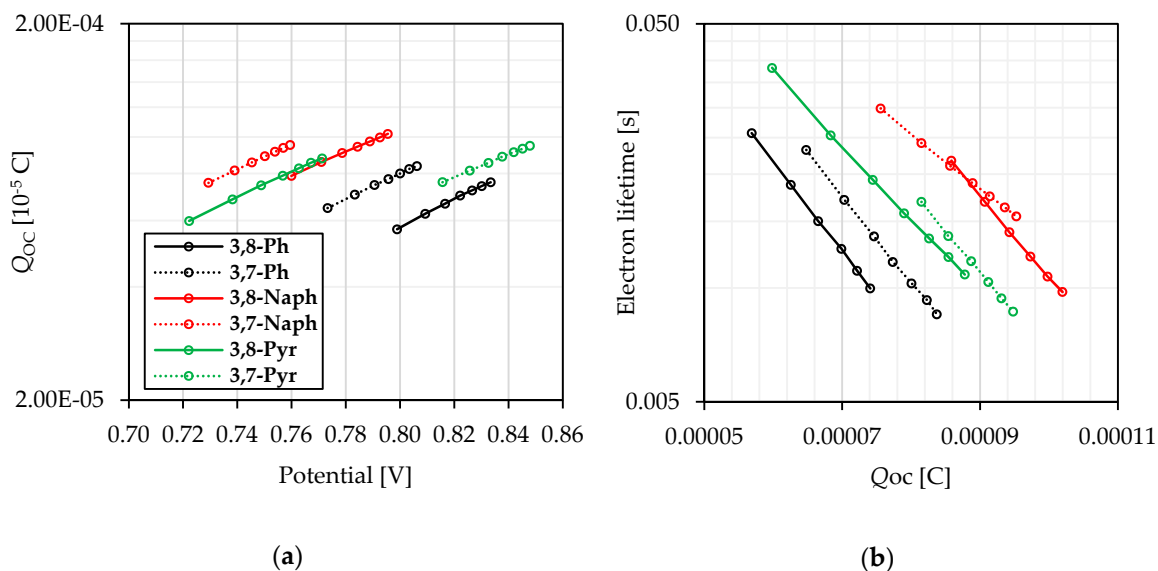 2.00E-04
2.00E-05
Q_OC [10^-5 C]
3,8-Ph
3,7-Ph
3,8-Naph
3,7-Naph
3,8-Pyr
3,7-Pyr
0.70 0.72 0.74 0.76 0.78 0.80 0.82 0.84 0.86
Potential [V]
(a)
0.050
0.005
Electron lifetime [s]
0.00005 0.00007 0.00009 0.00011
Qoc [C]
(b)